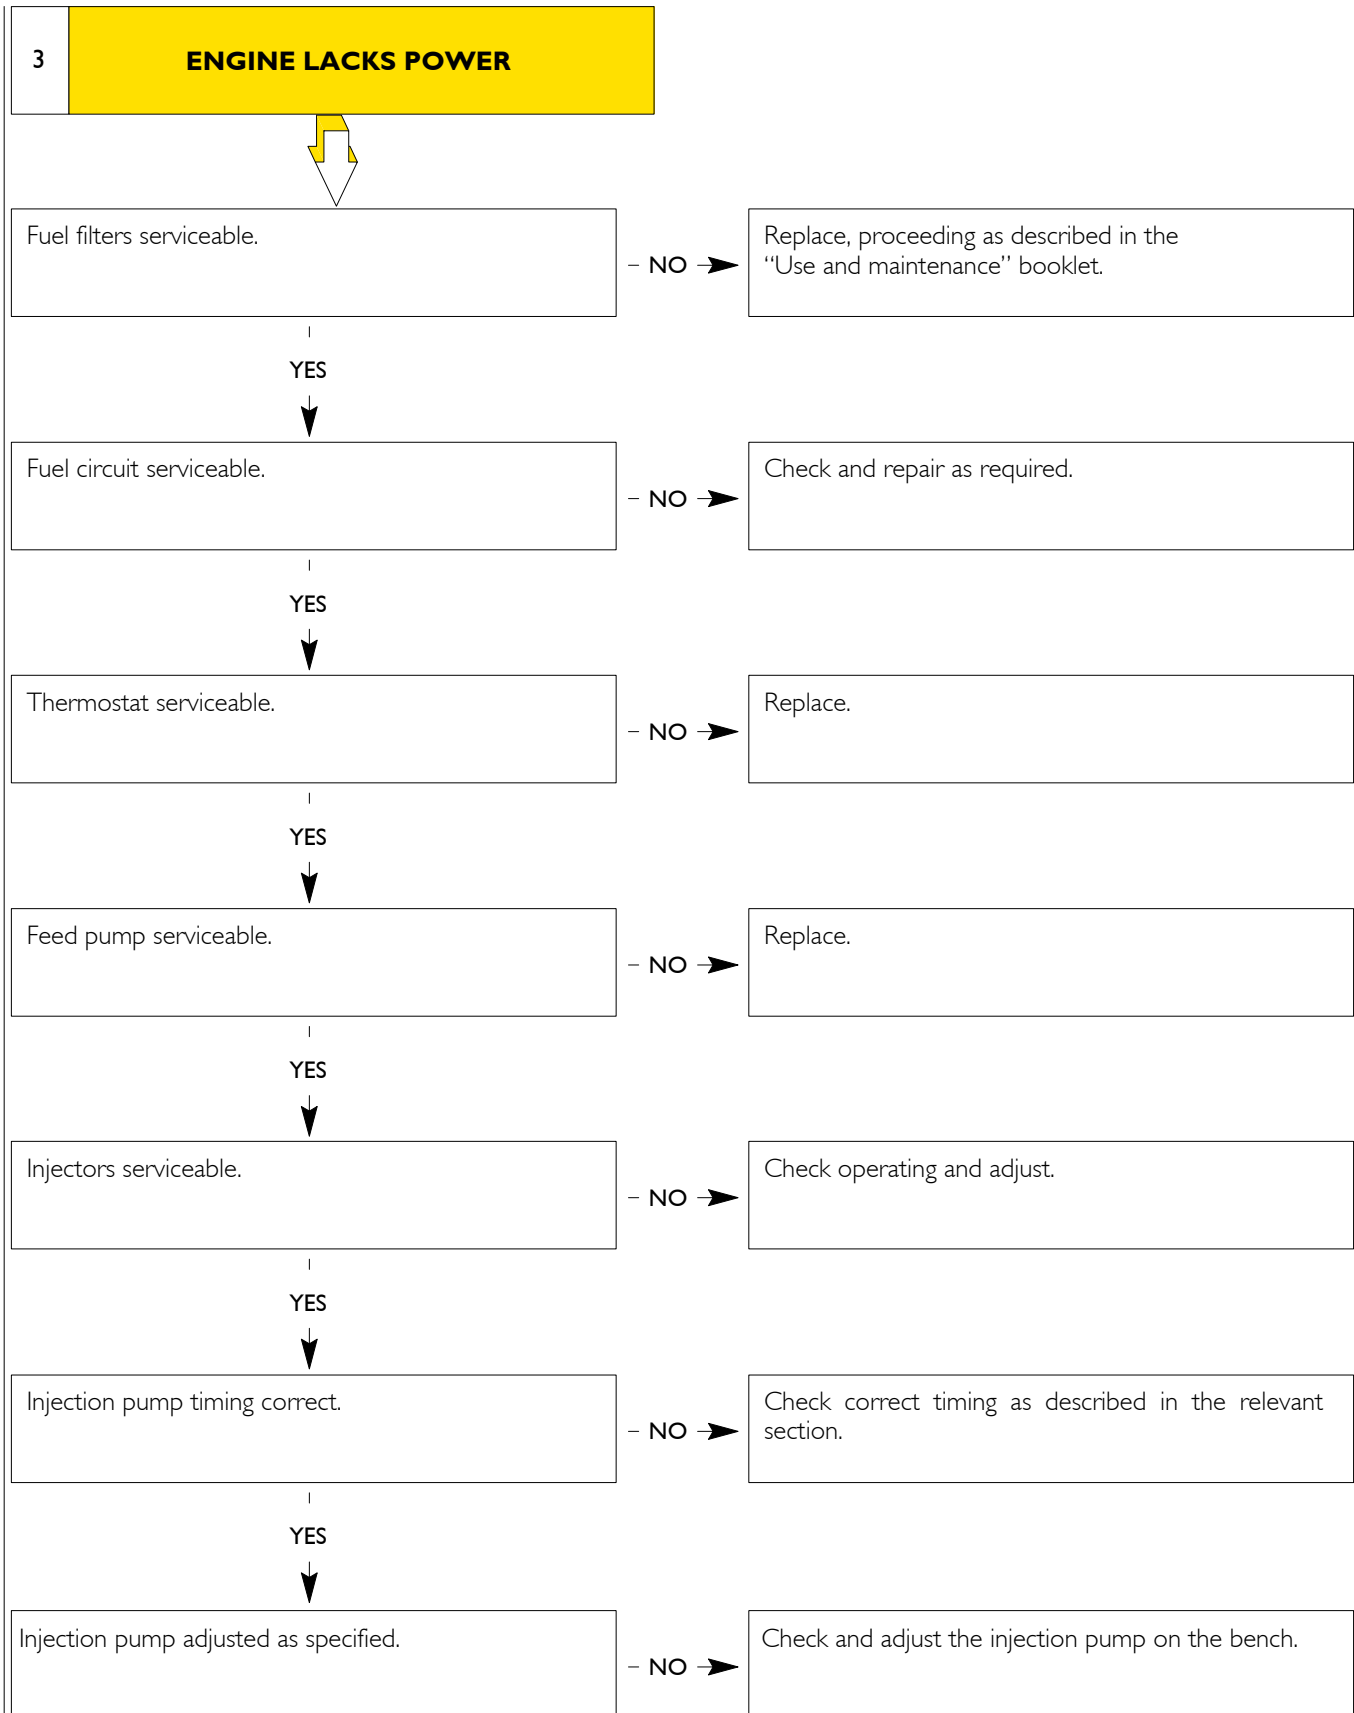 3
ENGINE LACKS POWER
Fuel filters serviceable.
NO
Replace, proceeding as described in the
“Use and maintenance” booklet.
YES
Fuel circuit serviceable.
NO
Check and repair as required.
YES
Thermostat serviceable.
NO
Replace.
YES
Feed pump serviceable.
NO
Replace.
YES
Injectors serviceable.
NO
Check operating and adjust.
YES
Injection pump timing correct.
NO
Check correct timing as described in the relevant
section.
YES
Injection pump adjusted as specified.
NO
Check and adjust the injection pump on the bench.